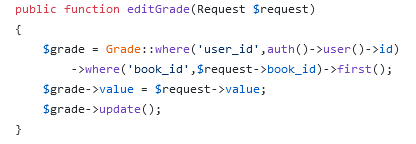 public function editGrade(Request $request)
{
    $grade = Grade::where('user_id',auth()->user()->id)
        ->where('book_id',$request->book_id)->first();
    $grade->value = $request->value;
    $grade->update();
}